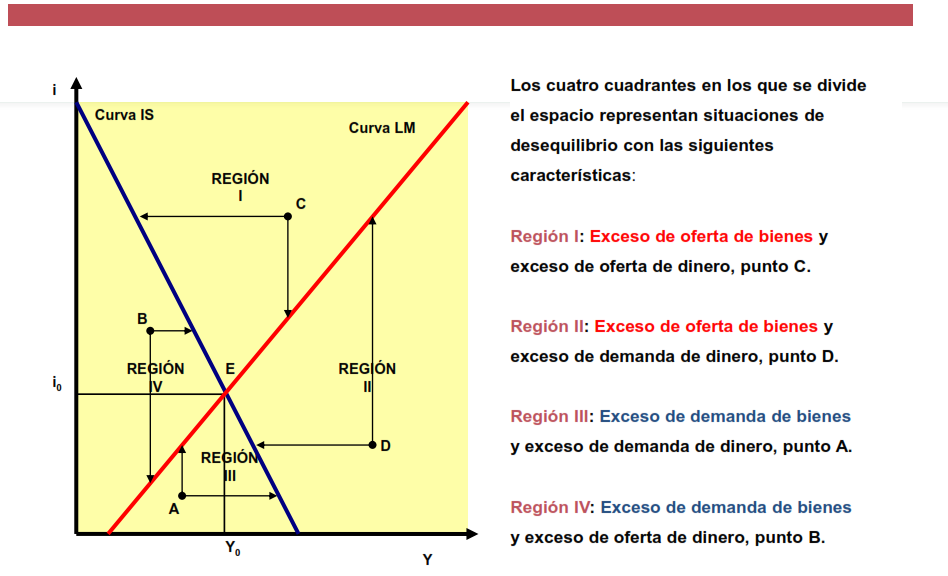 i
Curva IS
Curva LM
REGIÓN
I
C
B
REGIÓN
IV
E
REGIÓN
II
i₀
D
REGIÓN
III
A
Y₀
Y
Los cuatro cuadrantes en los que se divide
el espacio representan situaciones de
desequilibrio con las siguientes
características:
Región I: Exceso de oferta de bienes y
exceso de oferta de dinero, punto C.
Región II: Exceso de oferta de bienes y
exceso de demanda de dinero, punto D.
Región III: Exceso de demanda de bienes
y exceso de demanda de dinero, punto A.
Región IV: Exceso de demanda de bienes
y exceso de oferta de dinero, punto B.